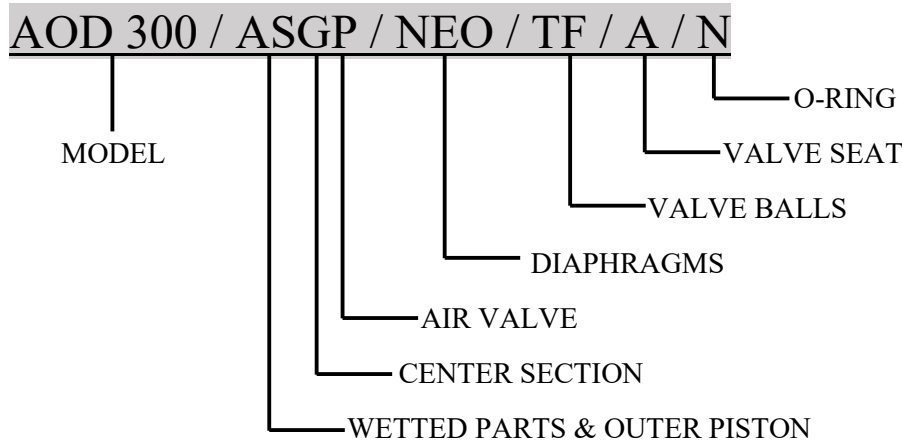 AOD 300 / ASGP / NEO / TF / A / N
O-RING
MODEL
VALVE SEAT
VALVE BALLS
DIAPHRAGMS
AIR VALVE
CENTER SECTION
WETTED PARTS & OUTER PISTON